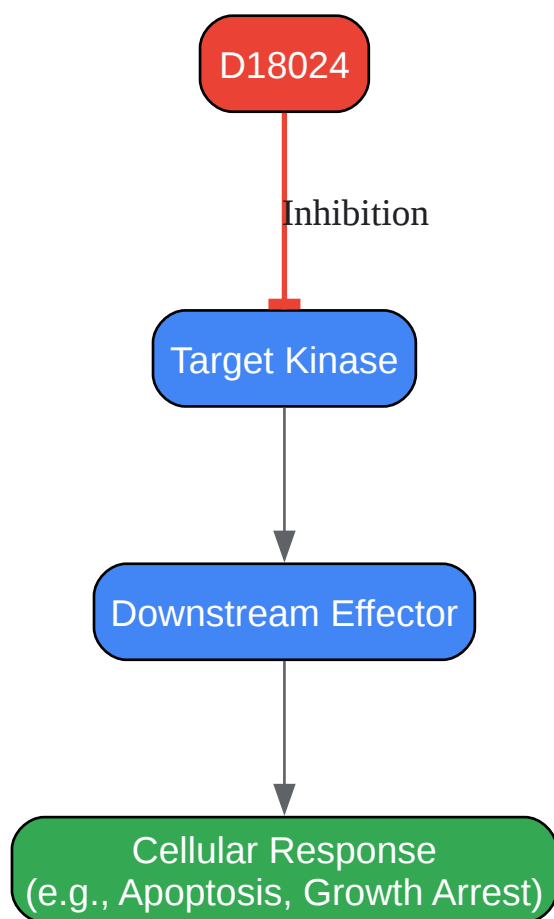 D18024
Inhibition
Target Kinase
Downstream Effector
Cellular Response
(e.g., Apoptosis, Growth Arrest)